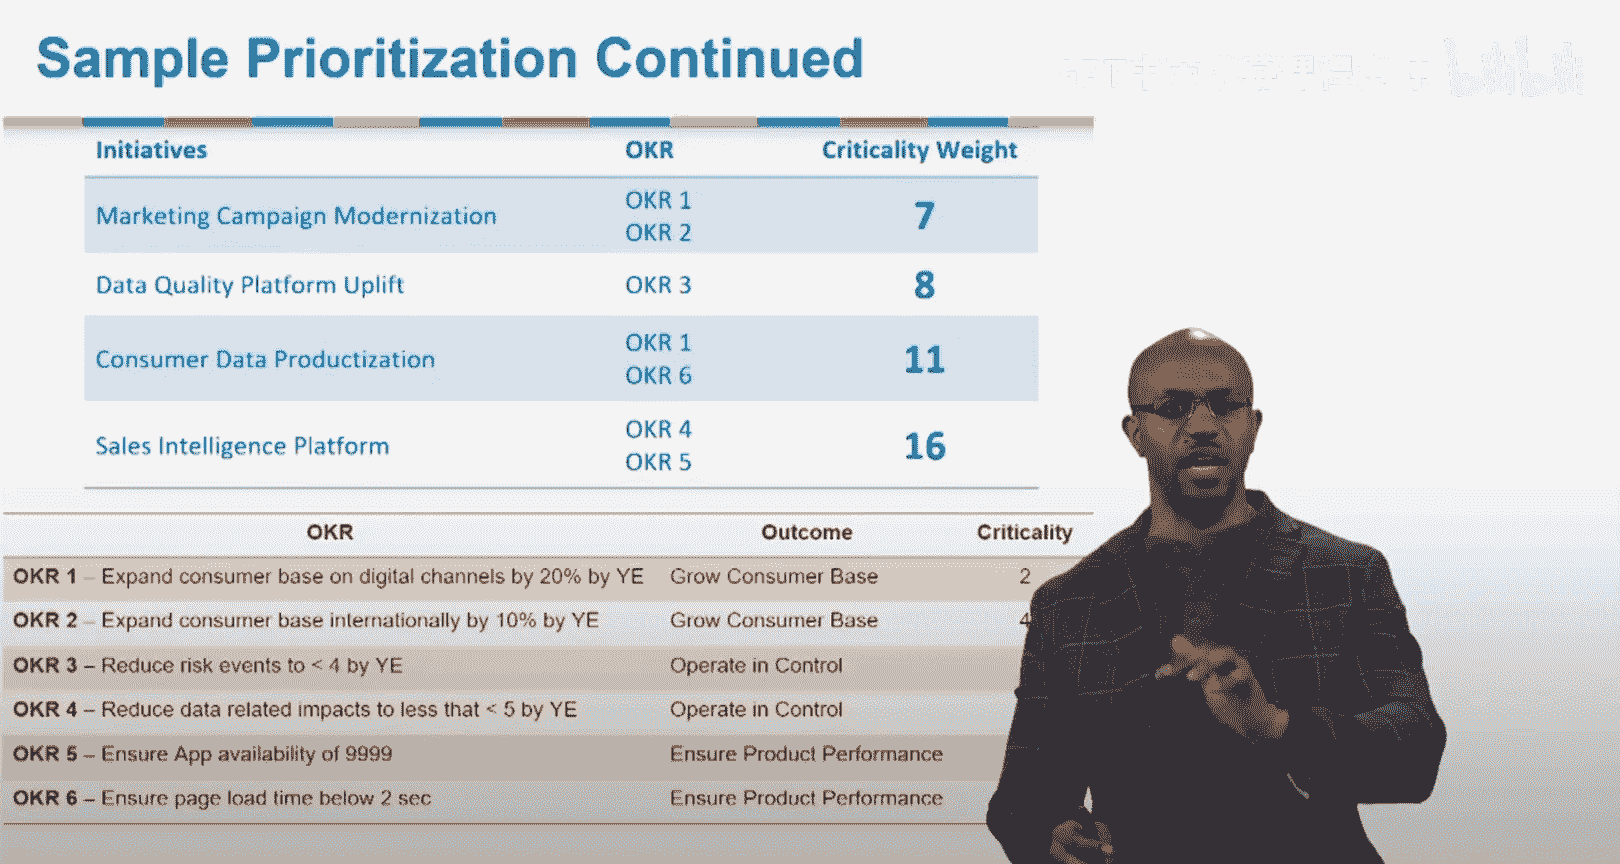 Sample Prioritization Continued
Initiatives OKR Criticality Weight
Marketing Campaign Modernization OKR 1 OKR 2 7
Data Quality Platform Uplift OKR 3 8
Consumer Data Productization OKR 1 OKR 6 11
Sales Intelligence Platform OKR 4 OKR 5 16
OKR Outcome Criticality
OKR 1 – Expand consumer base on digital channels by 20% by YE Grow Consumer Base 2
OKR 2 – Expand consumer base internationally by 10% by YE Grow Consumer Base 4
OKR 3 – Reduce risk events to < 4 by YE Operate in Control
OKR 4 – Reduce data related impacts to less that < 5 by YE Operate in Control
OKR 5 – Ensure App availability of 9999 Ensure Product Performance
OKR 6 – Ensure page load time below 2 sec Ensure Product Performance
bilibili